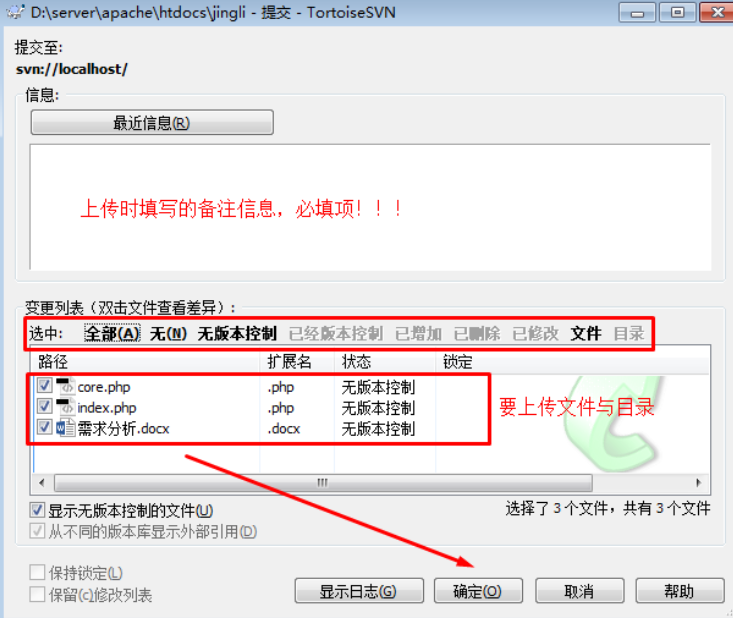 D:\server\apache\htdocs\jingli - 提交 - TortoiseSVN
提交至:
svn://localhost/
信息:
最近信息(R)
上传时填写的备注信息，必填项！！！
变更列表（双击文件查看差异）:
选中: 全部(A) 无(N) 无版本控制 已经版本控制 已增加 已删除 已修改 文件 目录
路径 扩展名 状态 锁定
core.php .php 无版本控制
index.php .php 无版本控制
需求分析.docx .docx 无版本控制
要上传文件与目录
显示无版本控制的文件(U)
选择了 3 个文件，共有 3 个文件
从不同的版本库显示外部引用(D)
保持锁定(L)
保留(c)修改列表
显示日志(G) 确定(O) 取消 帮助